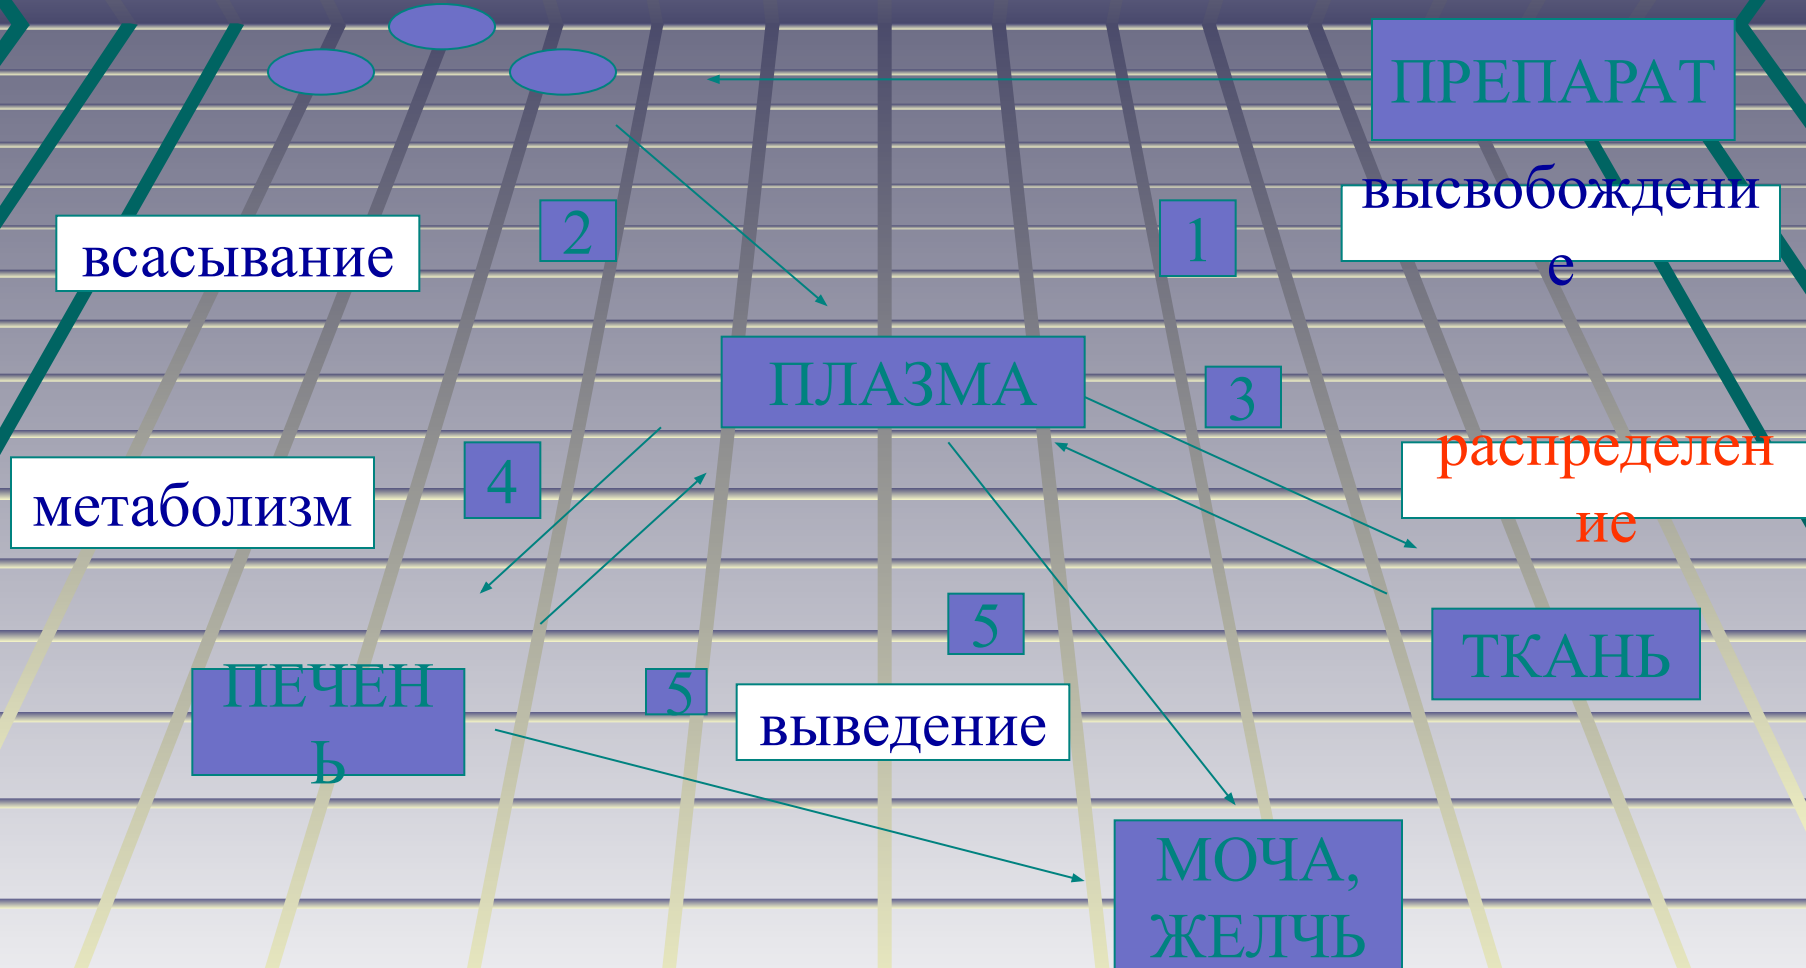 ПРЕПАРАТ
высвобождени
е
1
2
всасывание
ПЛАЗМА
3
распределен
ие
4
метаболизм
5
ТКАНЬ
ПЕЧЕН
Ь
5
выведение
МОЧА,
ЖЕЛЧЬ